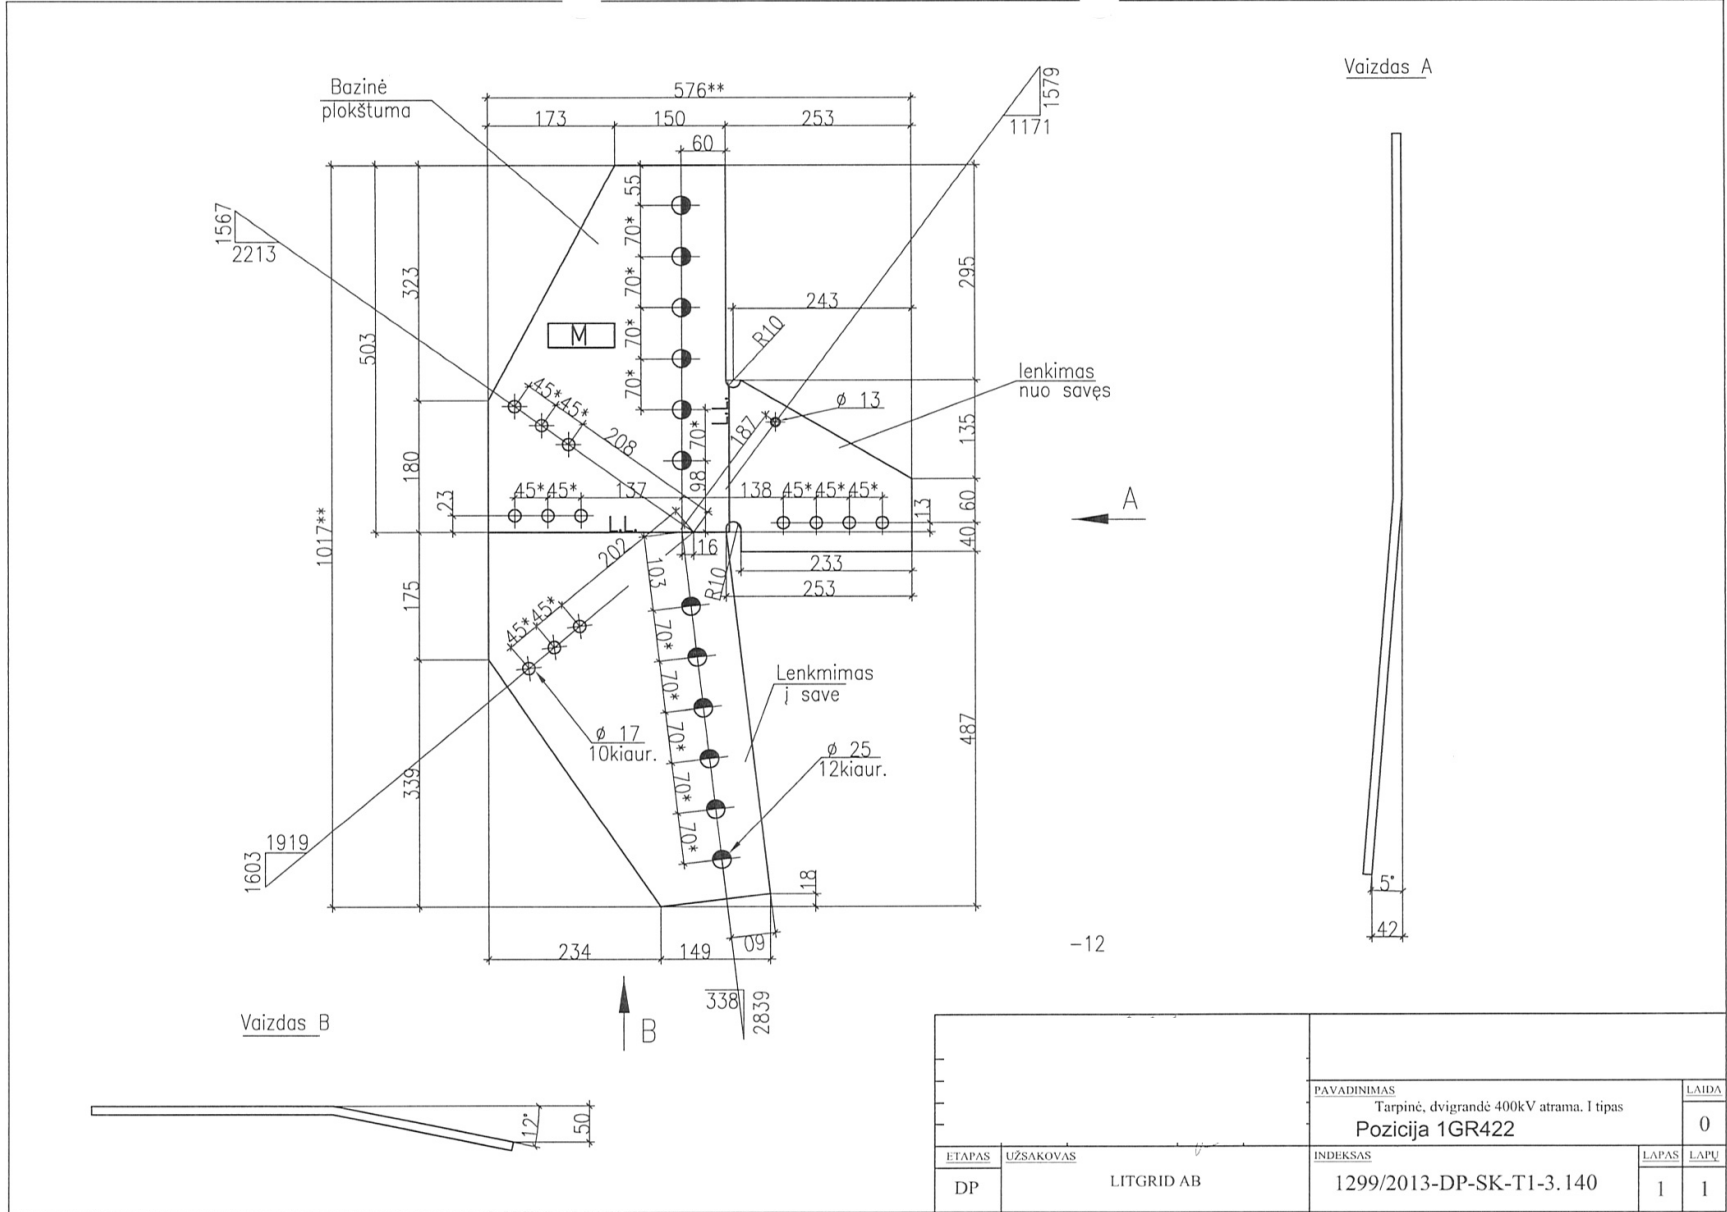 Vaizdas A
Bazinė
plokštuma
576**
173
150
253
60
1579
1171
1567
2213
55
70*
70*
70*
70*
323
295
503
243
R10
M
lenkimas
nuo savęs
ø 13
45*
45*
208
L.L.
187
70*
135
180
98
1017**
23
45*
45*
137
138
45*
45*
45*
13
60
A
L.L.
16
40
202
103
R10
233
253
175
45*
45*
70*
70*
Lenkmimas
į save
487
ø 17
10kiaur.
70*
ø 25
12kiaur.
339
70*
70*
1919
1603
18
5°
42
60
-12
234
149
338
2839
B
Vaizdas B
12°
50
PAVADINIMAS
LAIDA
Tarpinė, dvigrandė 400kV atrama. I tipas
Pozicija 1GR422
0
ETAPAS
UŽSAKOVAS
INDEKSAS
LAPAS
LAPŲ
DP
LITGRID AB
1299/2013-DP-SK-T1-3.140
1
1